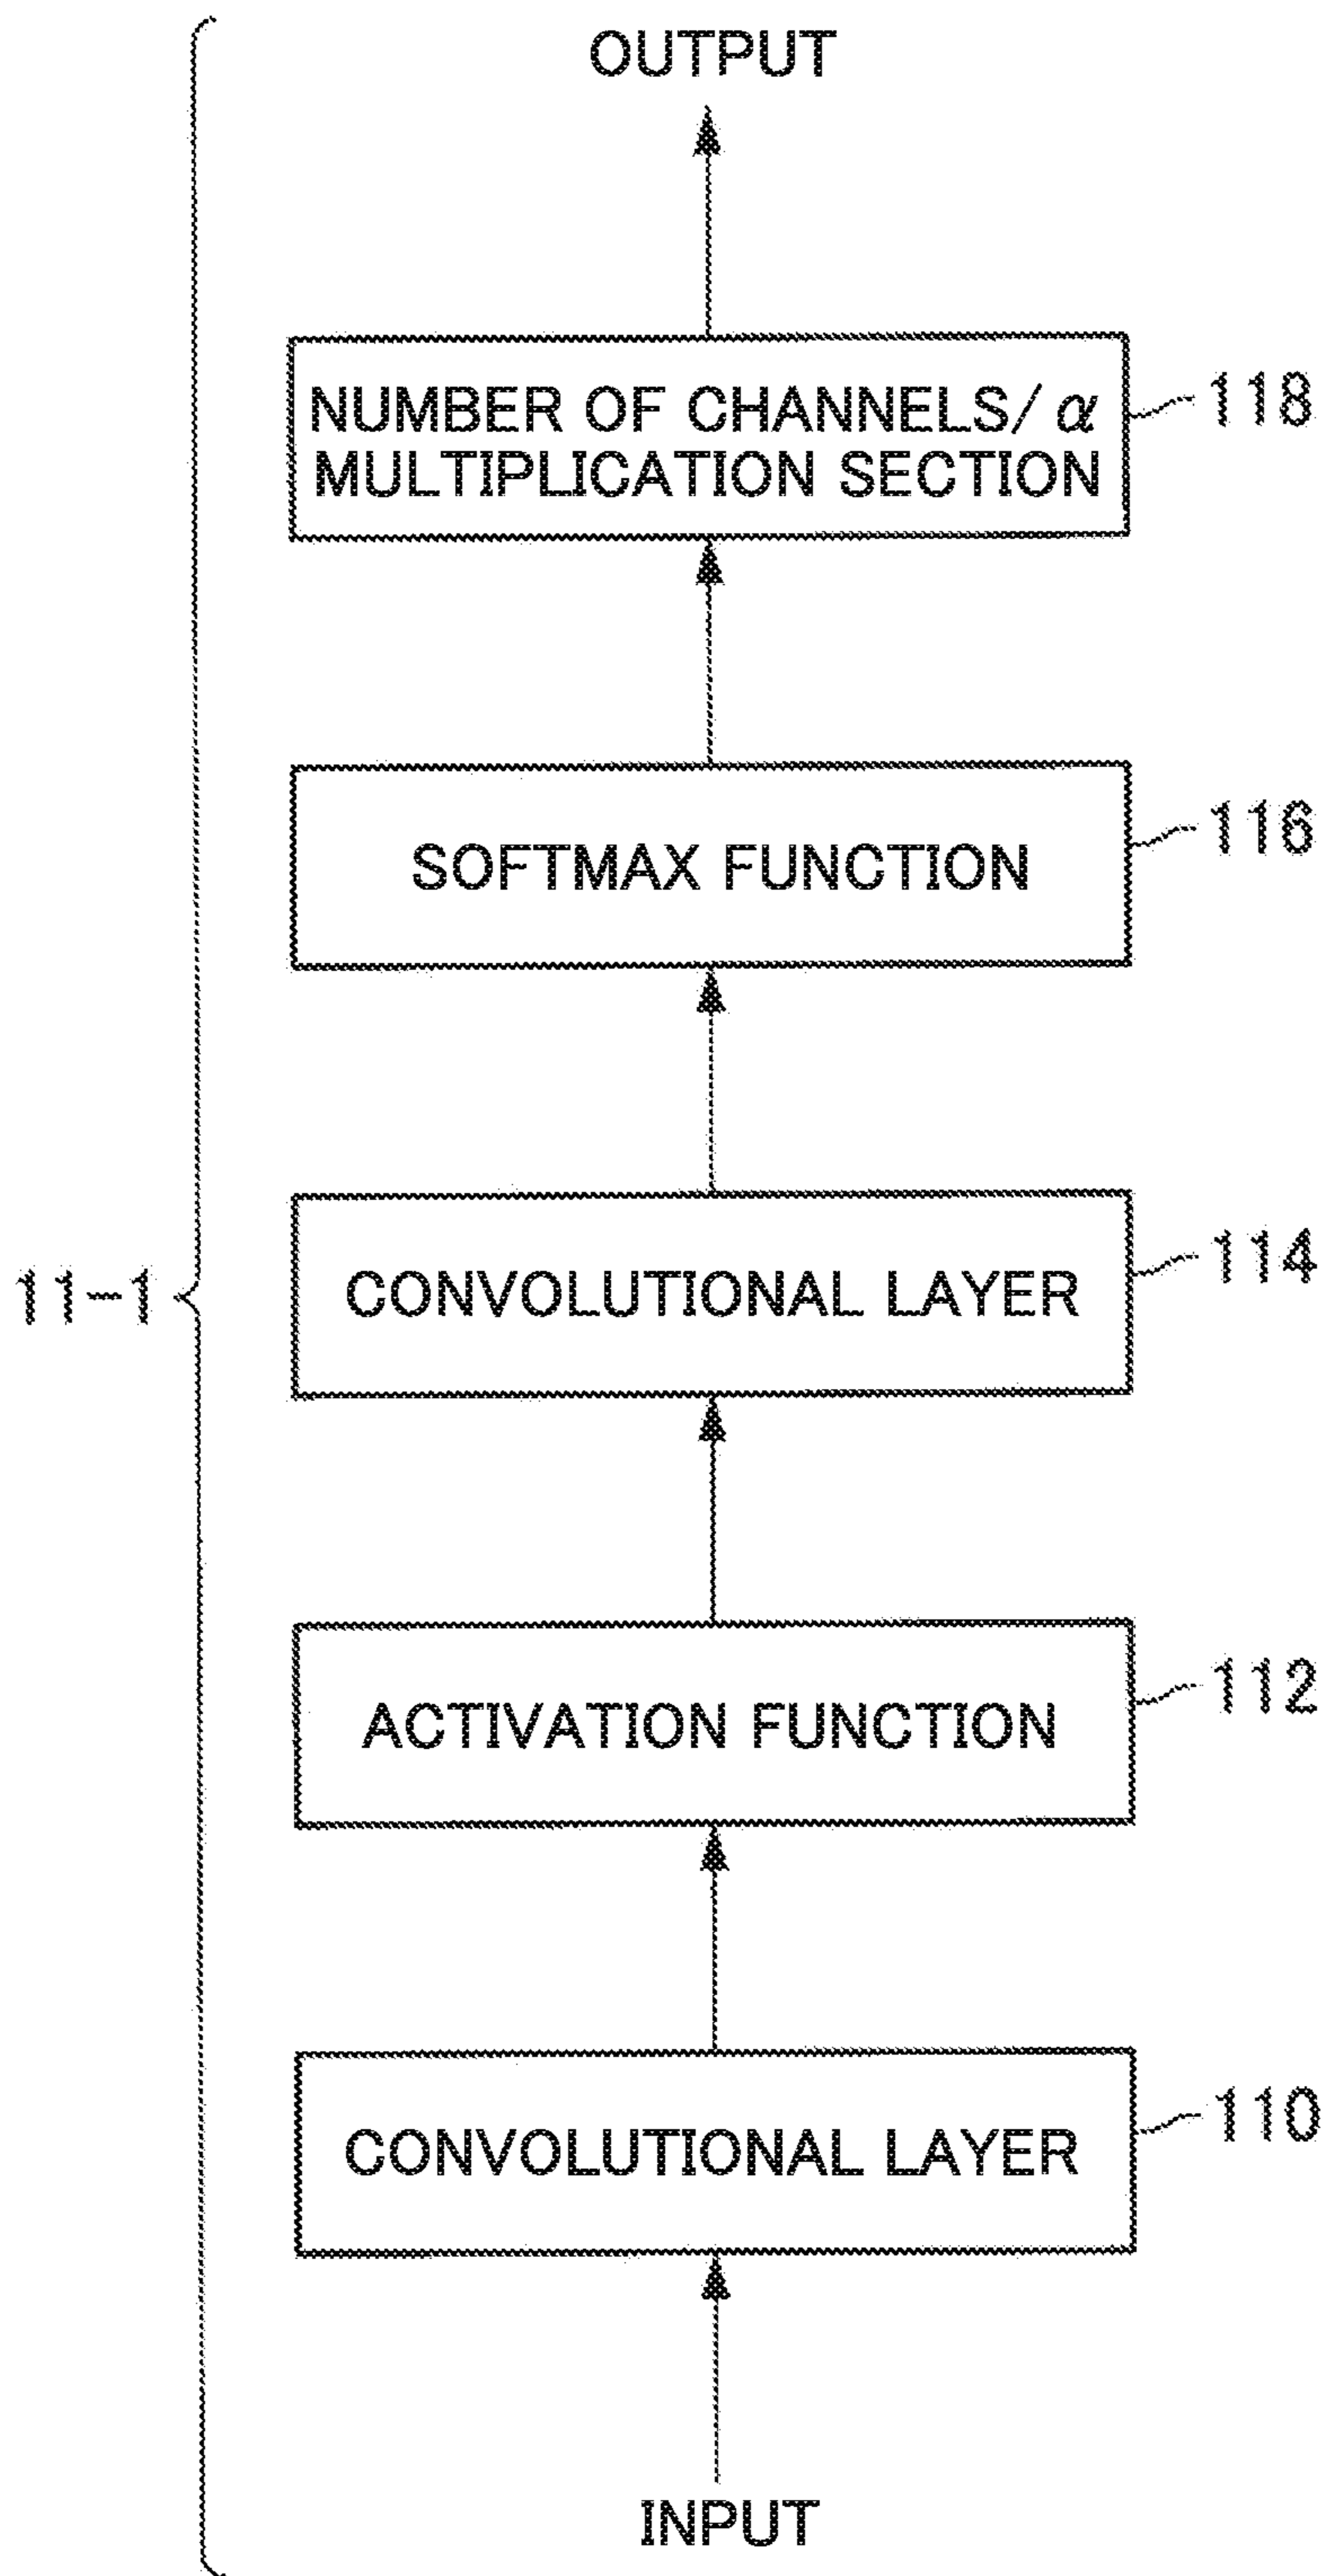 OUTPUT
NUMBER OF CHANNELS/α
MULTIPLICATION SECTION
118
SOFTMAX FUNCTION
116
11-1
CONVOLUTIONAL LAYER
114
ACTIVATION FUNCTION
112
CONVOLUTIONAL LAYER
110
INPUT